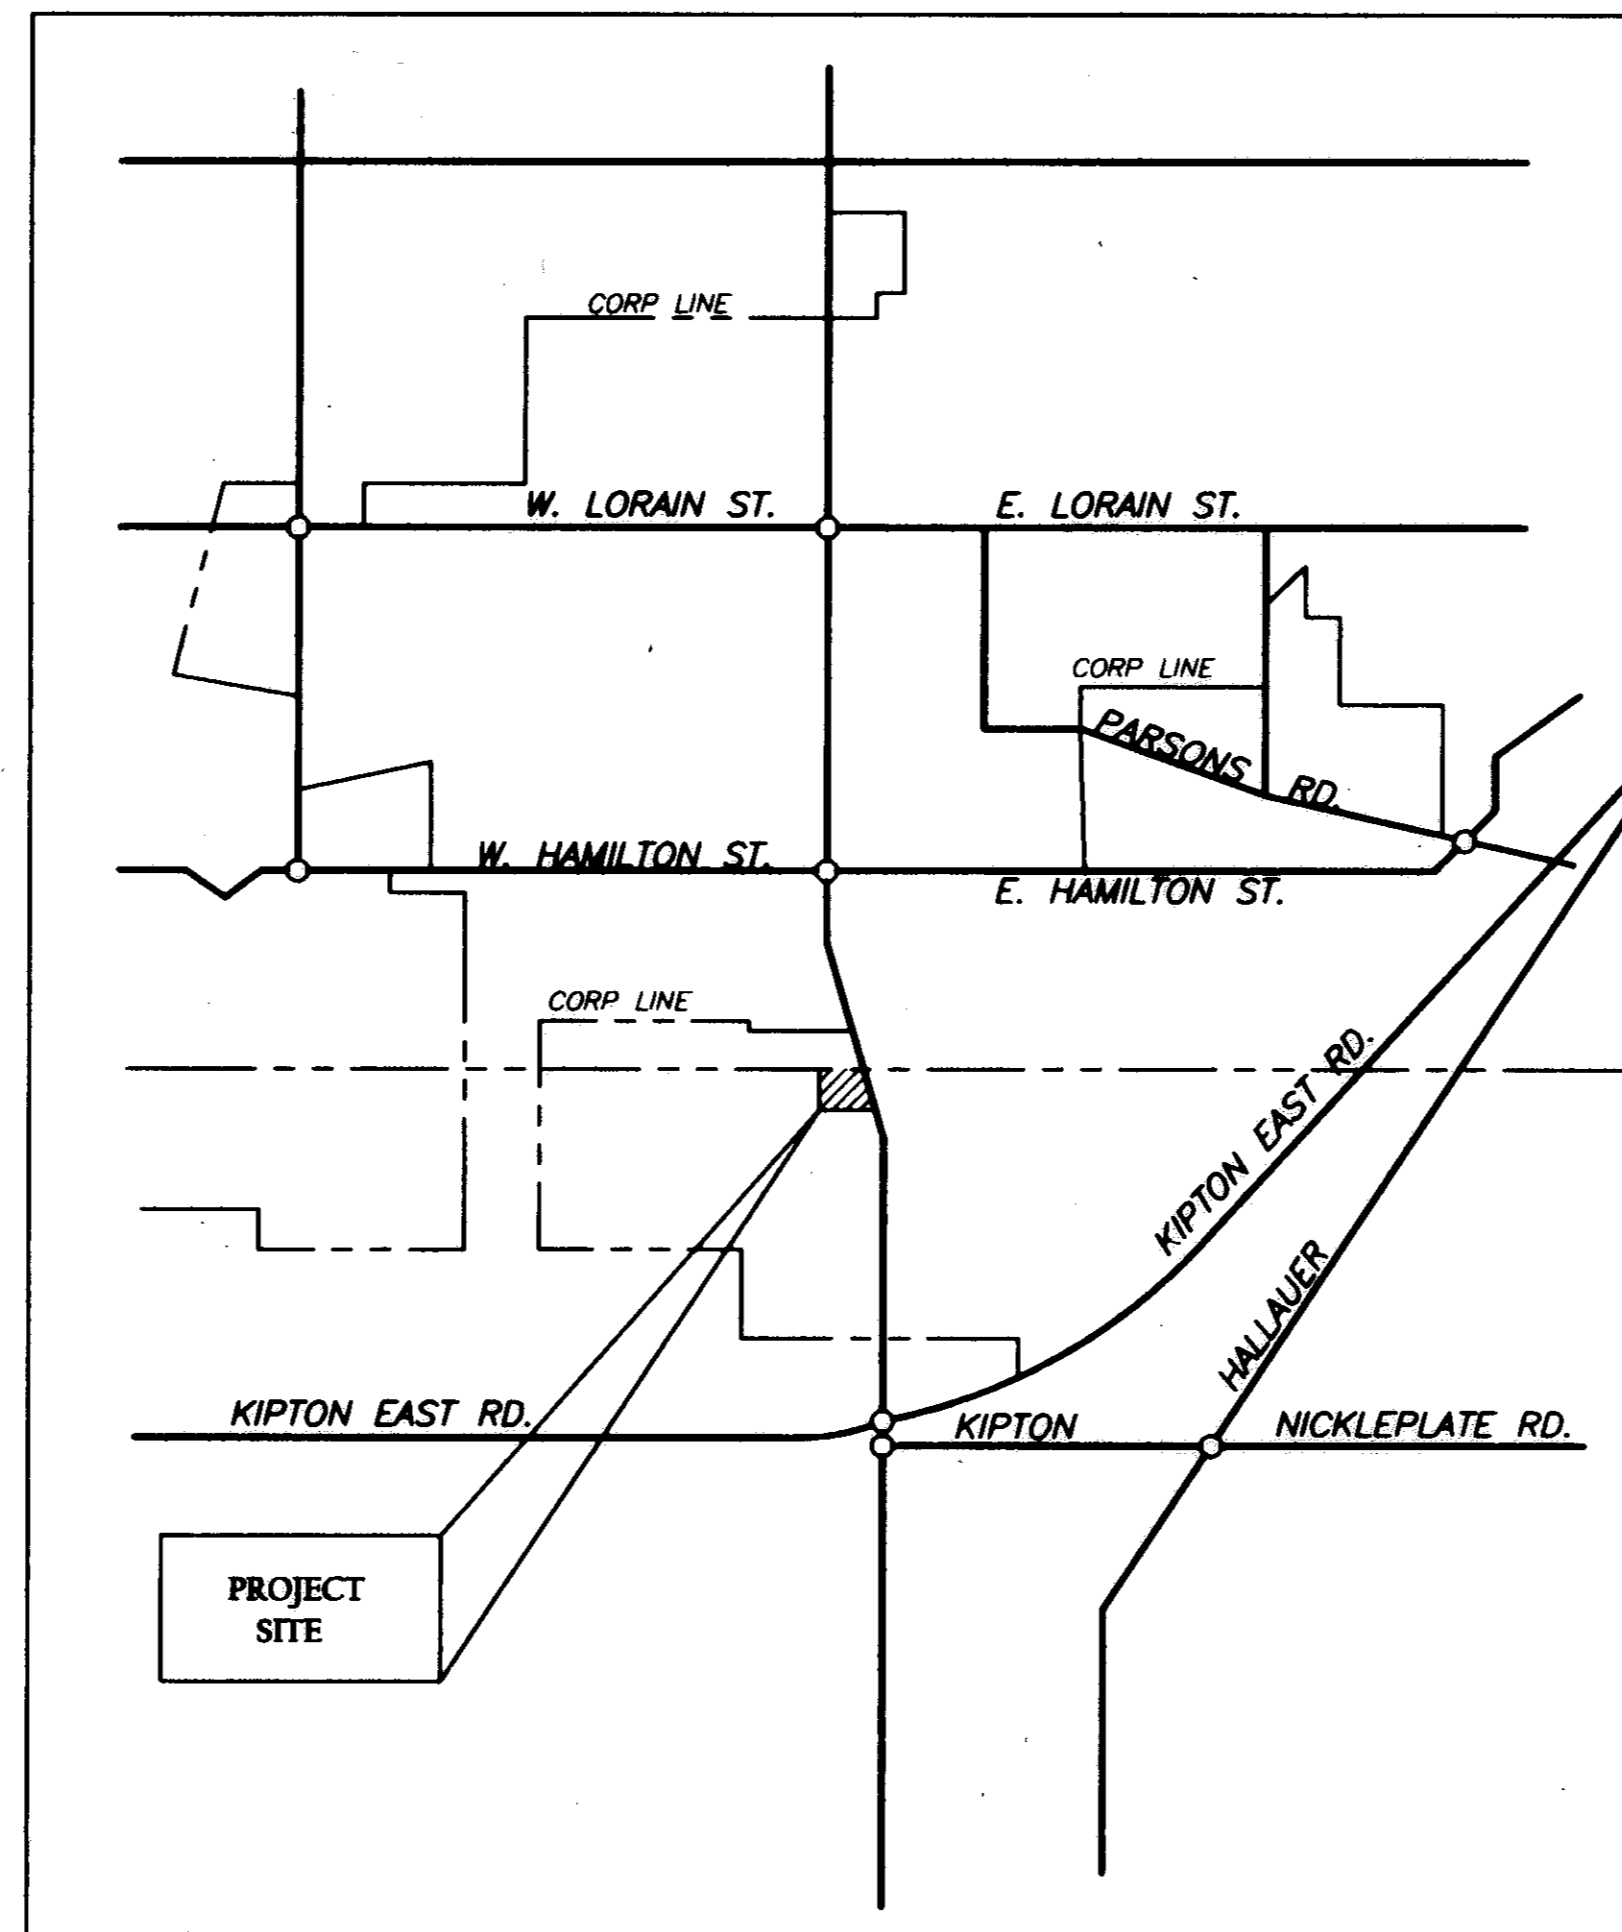 CORP LINE
W. LORAIN ST.
E. LORAIN ST.
CORP LINE
PARSONS RD.
W. HAMILTON ST.
E. HAMILTON ST.
CORP LINE
KIPTON EAST RD.
HALLAUER
KIPTON EAST RD.
KIPTON NICKLEPLATE RD.
PROJECT
SITE